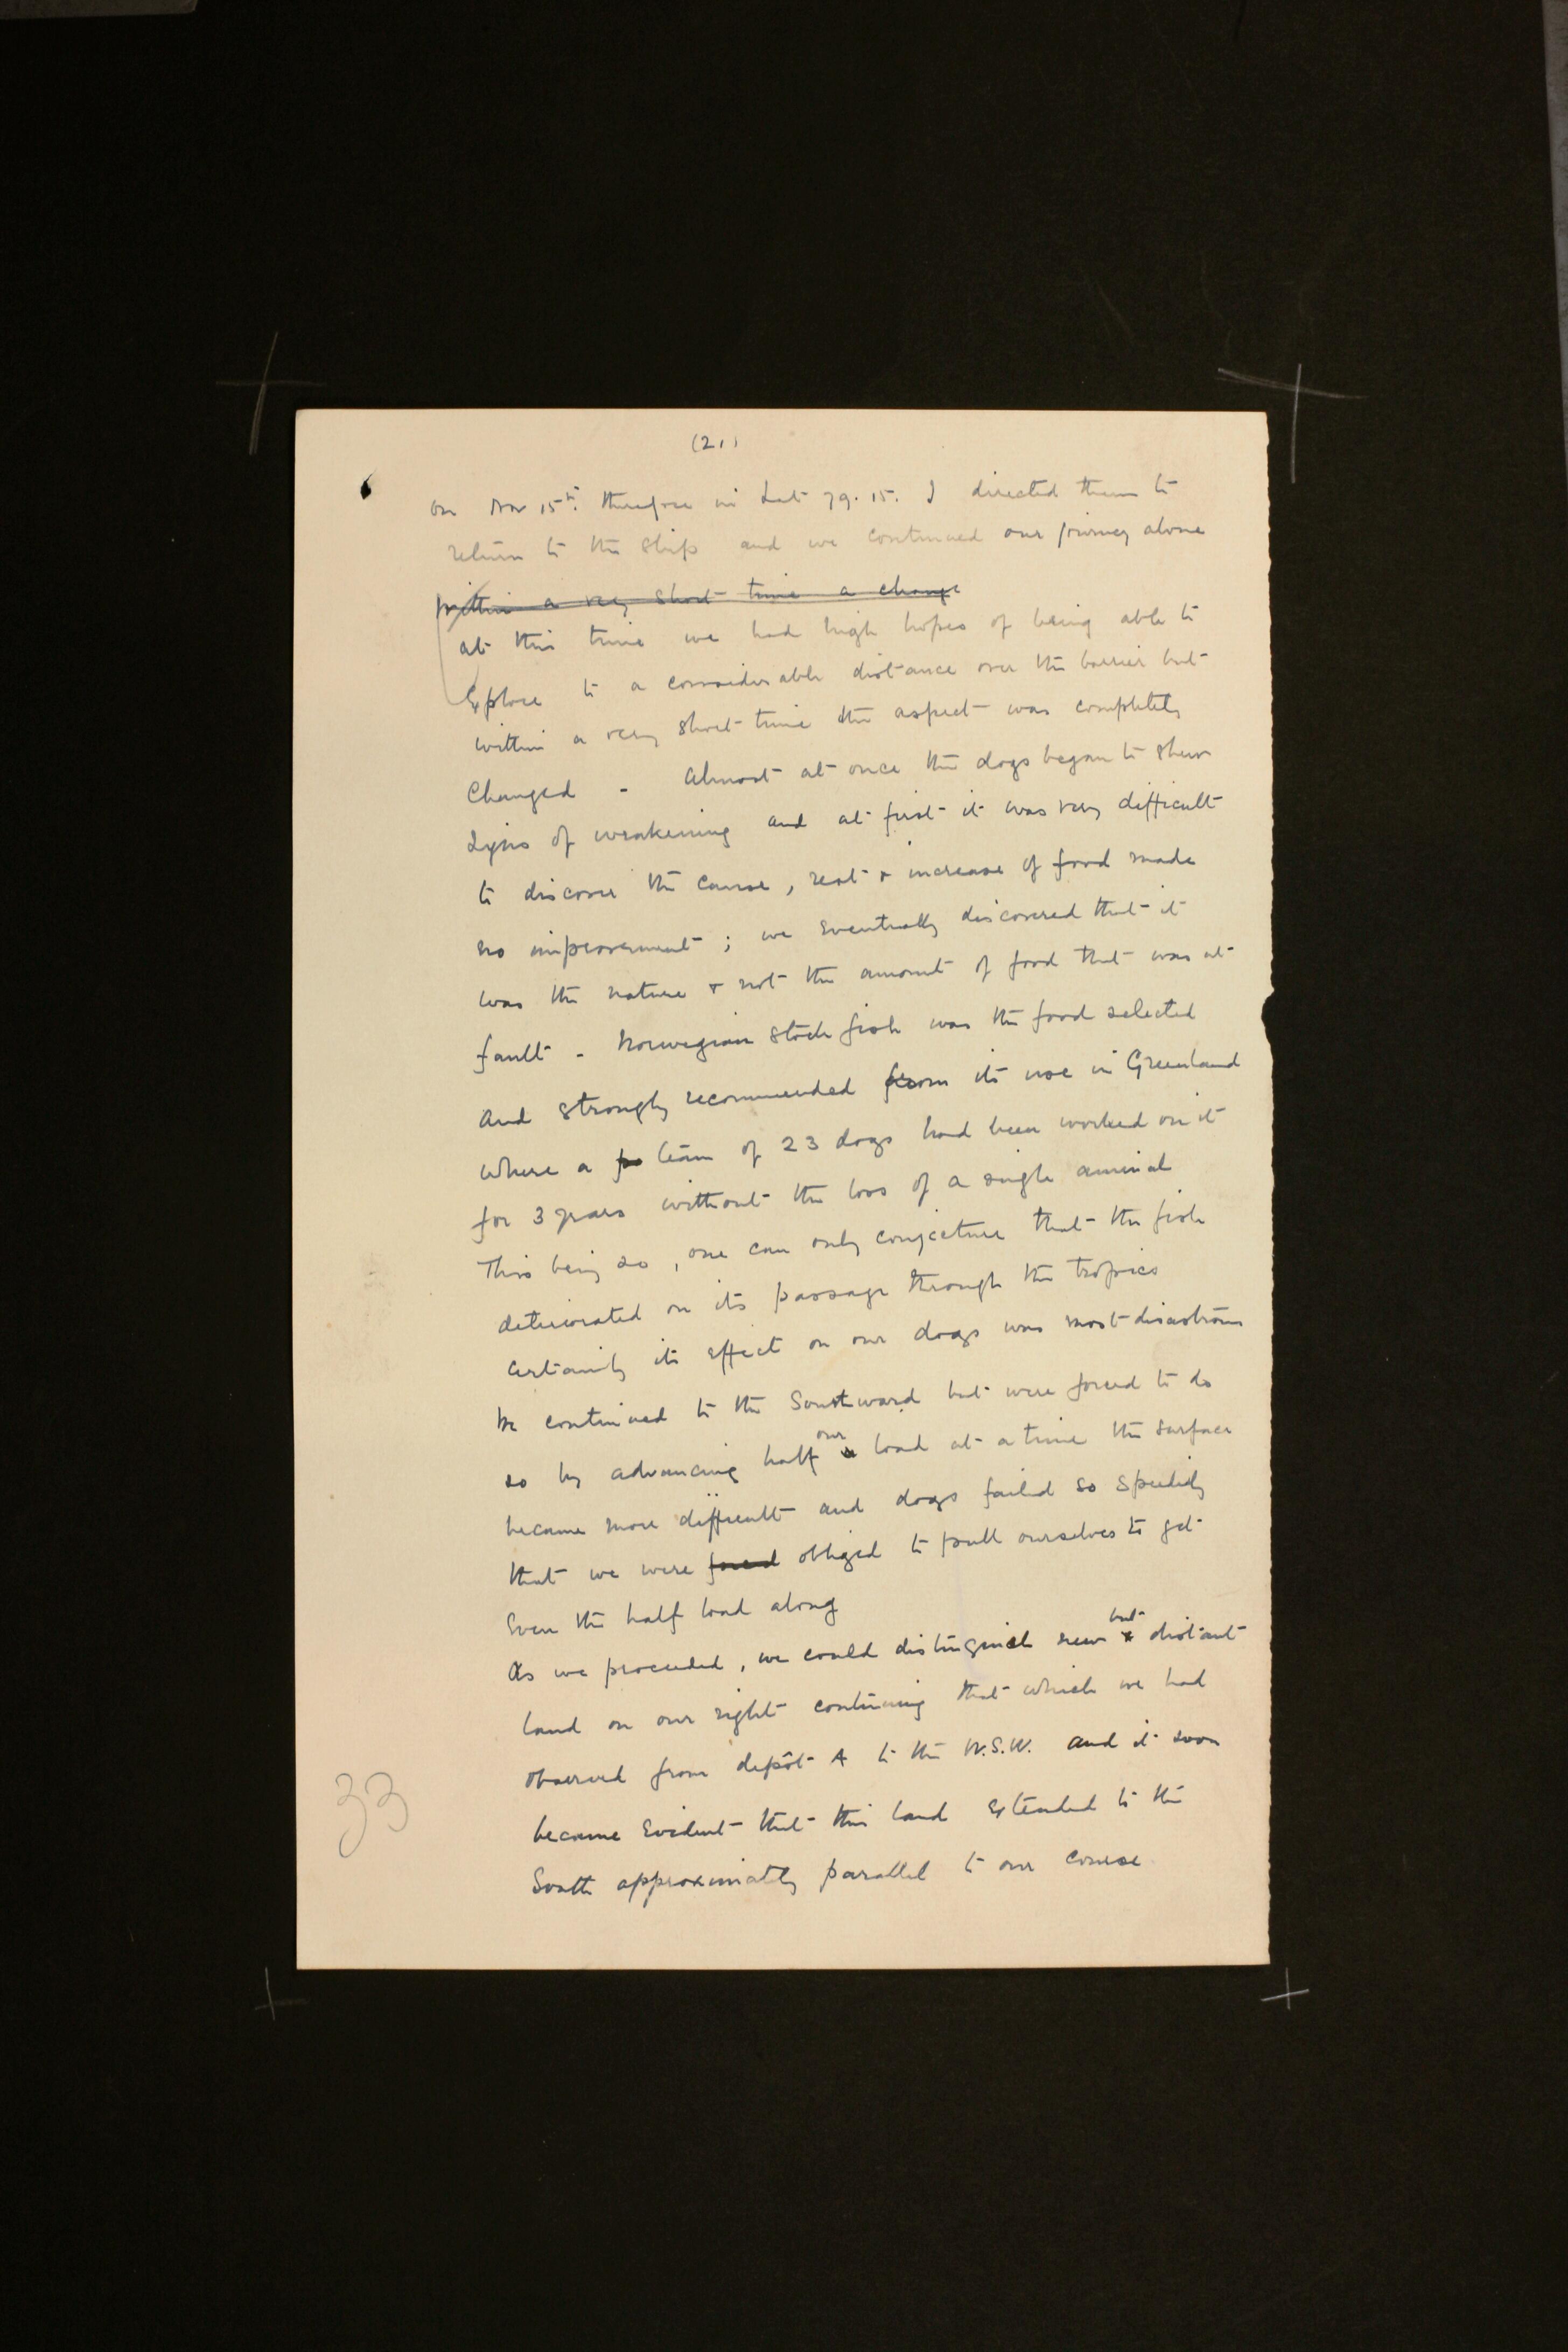 (21)
on Nov 15th. therefore in Lat 79. 15. I directed them to
return to the ship and we continued our journey alone
Within a very short time a change
at this time we had high hopes of being able to
Explore to a considerable distance over the barrier but
within a very short time the aspect was completely
Changed - Almost at once the dogs began to shew
signs of weakening and at first it was very difficult
to discover the cause, rest & increase of food made
no improvement ; we eventually discovered that it
was the nature & not the amount of food that was at
fault - Norwegian stock fish was the food selected
and strongly recommended from its use in Greenland
where a team of 23 dogs had been worked on it
for 3 years without the loss of a single animal
This being so, one can only conjecture that the fish
deteriorated on its passage through the tropics
Certainly its effect on our dogs was most disastrous
We continued to the Southward but were forced to do
so by advancing half our load at a time the surface
became more difficult and dogs failed so speedily
that we were forced obliged to pull ourselves to get
Even the half load along
As we proceeded, we could distinguish new but distant
land on our right continuing that which we had
observed from depôt A to the W.S.W. and it soon
became Evident that this land Extended to the
South approximately parallel to our course
33